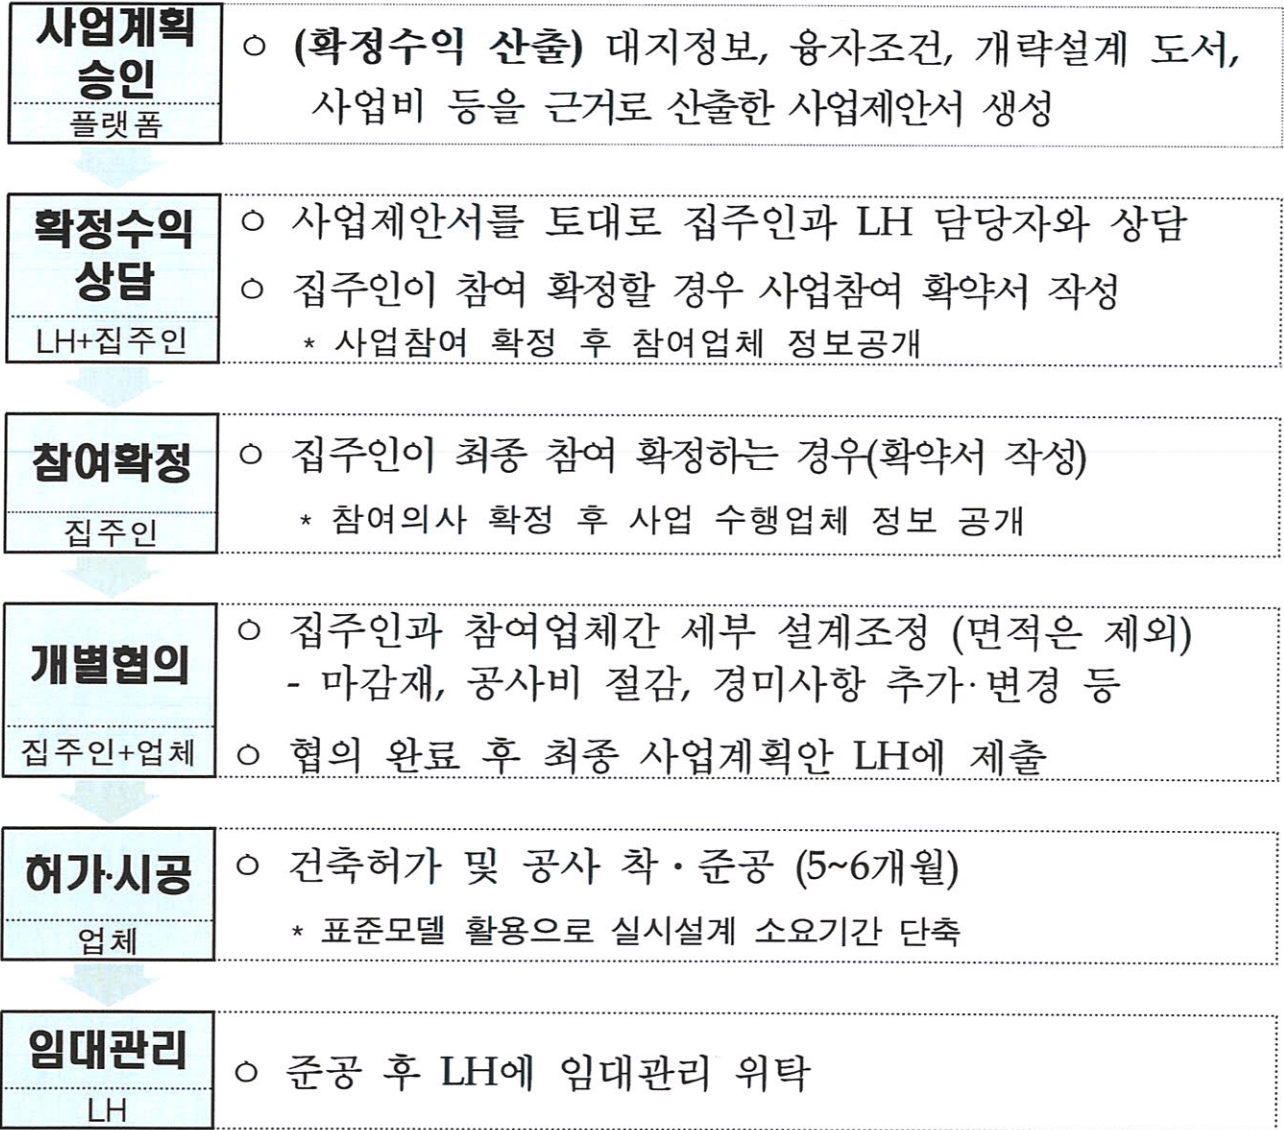 사업계획
승인
플랫폼
○ (확정수익 산출) 대지정보, 융자조건, 개략설계 도서,
사업비 등을 근거로 산출한 사업제안서 생성
확정수익
상담
LH+집주인
○ 사업제안서를 토대로 집주인과 LH 담당자와 상담
○ 집주인이 참여 확정할 경우 사업참여 확약서 작성
* 사업참여 확정 후 참여업체 정보공개
참여확정
집주인
○ 집주인이 최종 참여 확정하는 경우(확약서 작성)
* 참여의사 확정 후 사업 수행업체 정보 공개
개별협의
집주인+업체
○ 집주인과 참여업체간 세부 설계조정 (면적은 제외)
- 마감재, 공사비 절감, 경미사항 추가·변경 등
○ 협의 완료 후 최종 사업계획안 LH에 제출
허가·시공
업체
○ 건축허가 및 공사 착·준공 (5~6개월)
* 표준모델 활용으로 실시설계 소요기간 단축
임대관리
LH
○ 준공 후 LH에 임대관리 위탁